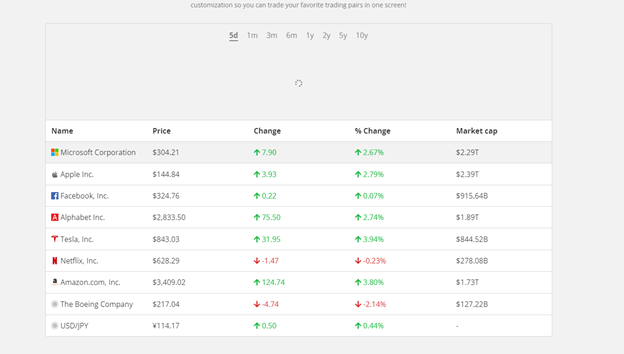 customization so you can trade your favorite trading pairs in one screen!
5d 1m 3m 6m 1y 2y 5y 10y
Name Price Change % Change Market cap
Microsoft Corporation $304.21 7.90 2.67% $2.29T
Apple Inc. $144.84 3.93 2.79% $2.39T
Facebook, Inc. $324.76 0.22 0.07% $915.64B
A Alphabet Inc. $2,833.50 75.50 2.74% $1.89T
Tesla, Inc. $843.03 31.95 3.94% $844.52B
Netflix, Inc. $628.29 -1.47 -0.23% $278.08B
Amazon.com, Inc. $3,409.02 124.74 3.80% $1.73T
The Boeing Company $217.04 -4.74 -2.14% $127.22B
USD/JPY ¥114.17 0.50 0.44% -